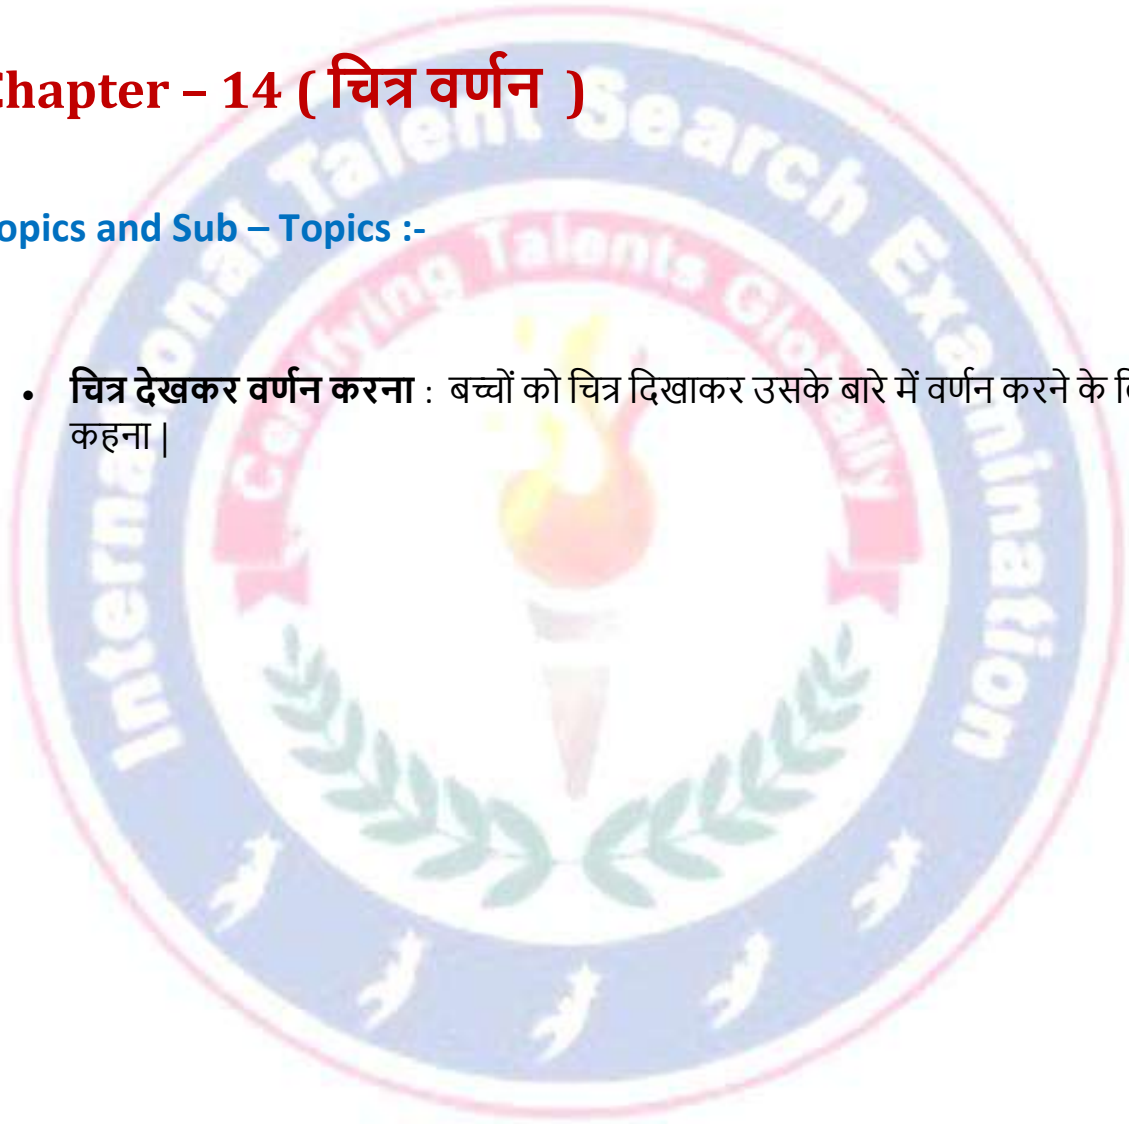 hapter – 14 ( चित्र वर्णन )
opics and Sub – Topics :-
• चित्र देखकर वर्णन करना : बच्चों को चित्र दिखाकर उसके बारे में वर्णन करने के
कहना |
International Talent Search Examination
Certifying Talents Globally